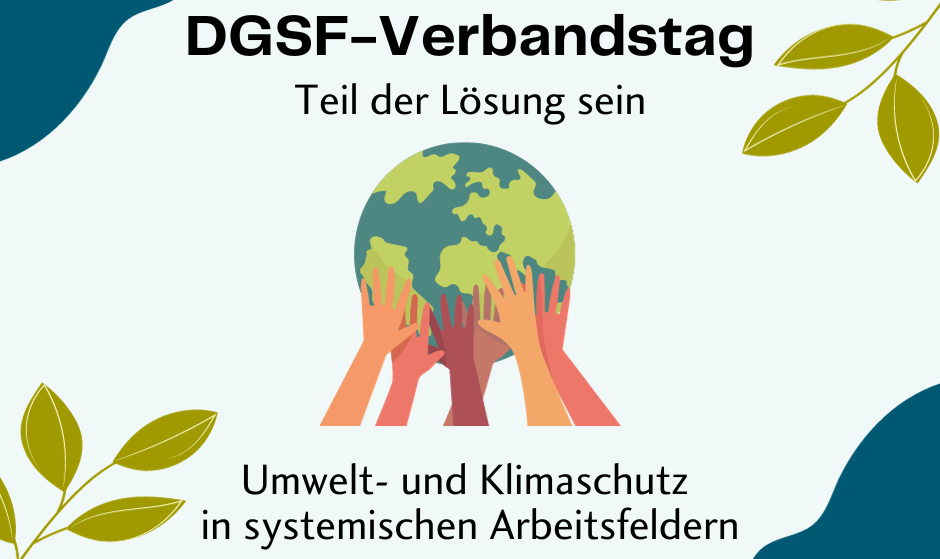 DGSF-Verbandstag
Teil der Lösung sein
Umwelt- und Klimaschutz
in systemischen Arbeitsfeldern